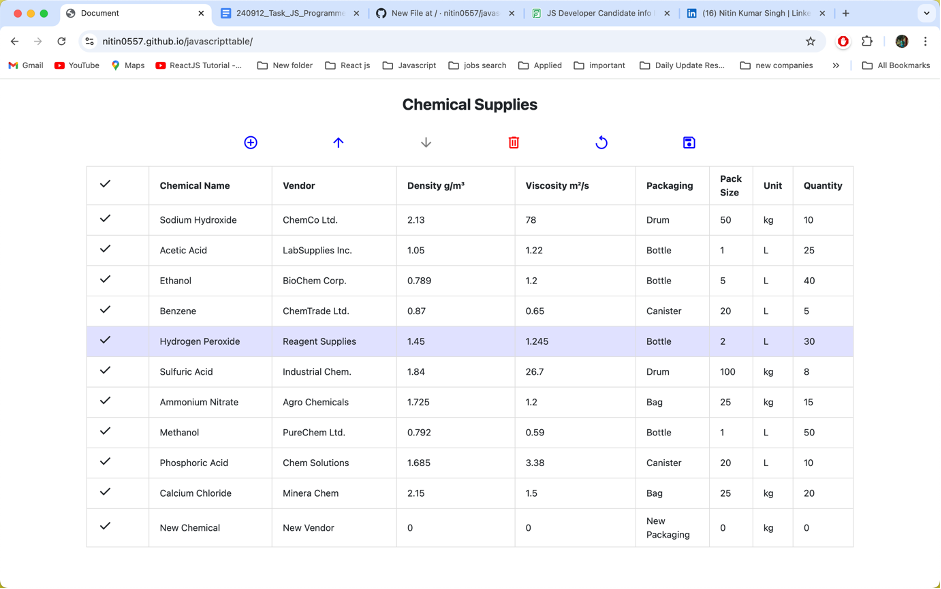 Document
240912_Task_JS_Programme
New File at / · nitin0557/javas
JS Developer Candidate info
(16) Nitin Kumar Singh | Linke
nitin0557.github.io/javascripttable/
Gmail
YouTube
Maps
ReactJS Tutorial -...
New folder
React js
Javascript
jobs search
Applied
important
Daily Update Res...
new companies
All Bookmarks
Chemical Supplies
Chemical Name Vendor Density g/m³ Viscosity m²/s Packaging Pack Size Unit Quantity
Sodium Hydroxide ChemCo Ltd. 2.13 78 Drum 50 kg 10
Acetic Acid LabSupplies Inc. 1.05 1.22 Bottle 1 L 25
Ethanol BioChem Corp. 0.789 1.2 Bottle 5 L 40
Benzene ChemTrade Ltd. 0.87 0.65 Canister 20 L 5
Hydrogen Peroxide Reagent Supplies 1.45 1.245 Bottle 2 L 30
Sulfuric Acid Industrial Chem. 1.84 26.7 Drum 100 kg 8
Ammonium Nitrate Agro Chemicals 1.725 1.2 Bag 25 kg 15
Methanol PureChem Ltd. 0.792 0.59 Bottle 1 L 50
Phosphoric Acid Chem Solutions 1.685 3.38 Canister 20 L 10
Calcium Chloride Minera Chem 2.15 1.5 Bag 25 kg 20
New Chemical New Vendor 0 0 New Packaging 0 kg 0